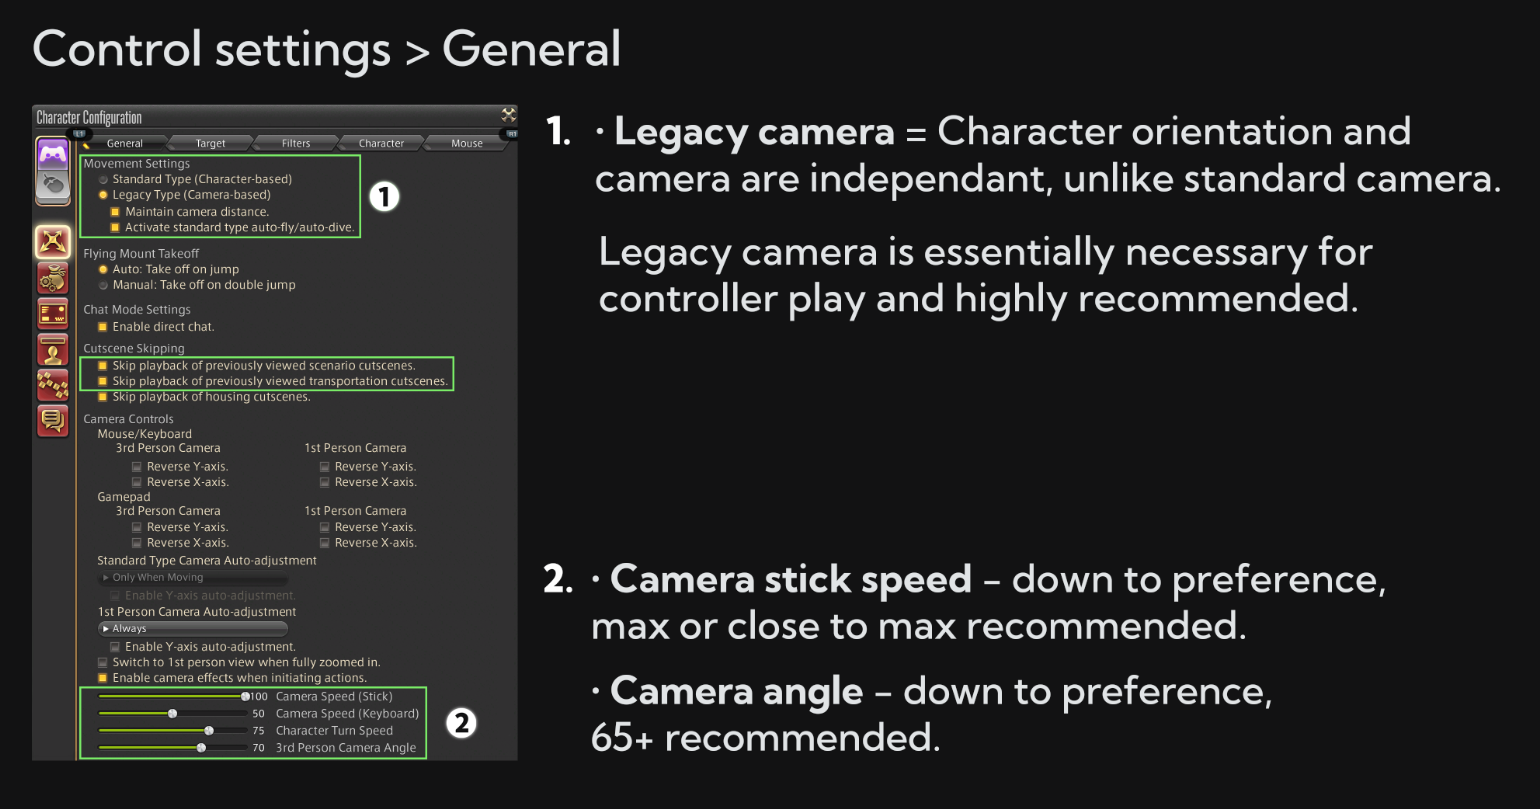 Control settings > General
Character Configuration
L1
R1
General
Target
Filters
Character
Mouse
Movement Settings
Standard Type (Character-based)
Legacy Type (Camera-based)
Maintain camera distance.
Activate standard type auto-fly/auto-dive.
1
Flying Mount Takeoff
Auto: Take off on jump
Manual: Take off on double jump
Chat Mode Settings
Enable direct chat.
Cutscene Skipping
Skip playback of previously viewed scenario cutscenes.
Skip playback of previously viewed transportation cutscenes.
Skip playback of housing cutscenes.
Camera Controls
Mouse/Keyboard
3rd Person Camera 1st Person Camera
Reverse Y-axis. Reverse Y-axis.
Reverse X-axis. Reverse X-axis.
Gamepad
3rd Person Camera 1st Person Camera
Reverse Y-axis. Reverse Y-axis.
Reverse X-axis. Reverse X-axis.
Standard Type Camera Auto-adjustment
Only When Moving
Enable Y-axis auto-adjustment.
1st Person Camera Auto-adjustment
Always
Enable Y-axis auto-adjustment.
Switch to 1st person view when fully zoomed in.
Enable camera effects when initiating actions.
100 Camera Speed (Stick)
50 Camera Speed (Keyboard)
75 Character Turn Speed
70 3rd Person Camera Angle
2
1. · Legacy camera = Character orientation and
camera are independant, unlike standard camera.
Legacy camera is essentially necessary for
controller play and highly recommended.
2. · Camera stick speed – down to preference,
max or close to max recommended.
· Camera angle – down to preference,
65+ recommended.